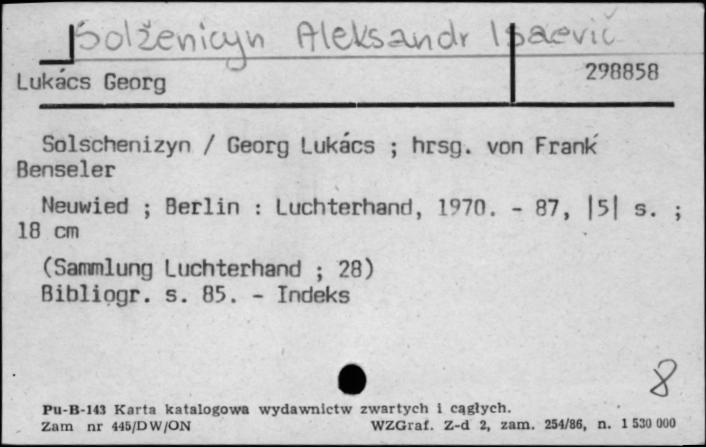 Solženicyn Aleksandr Isaevič
Lukács Georg
298858
Solschenizyn / Georg Lukács ; hrsg. von Frank
Benseler
Neuwied ; Berlin : Luchterhand, 1970. - 87, |5| s. ;
18 cm
(Sammlung Luchterhand ; 28)
Bibliogr. s. 85. - Indeks
8
Pu-B-143 Karta katalogowa wydawnictw zwartych i cągłych.
Zam nr 445/DW/ON WZGraf. Z-d 2, zam. 254/86, n. 1 530 000